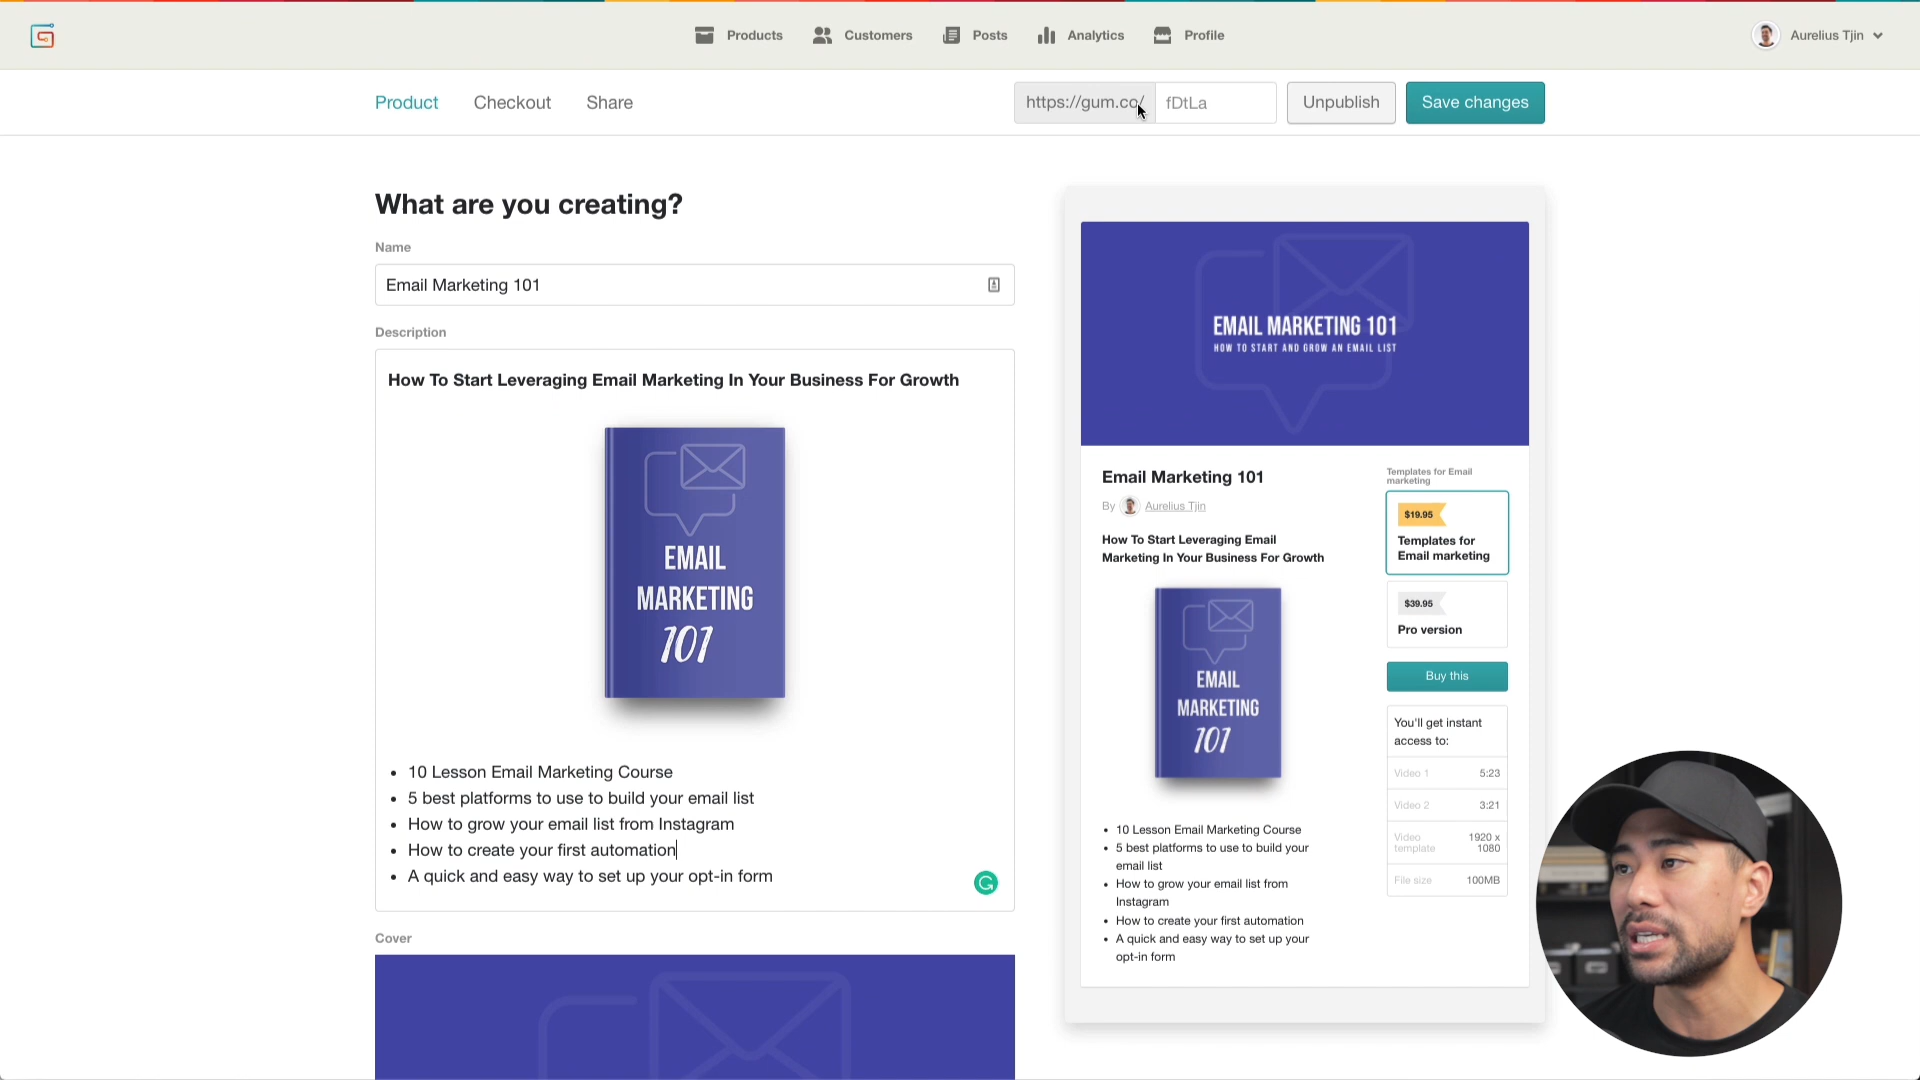 Products
Customers
Posts
Analytics
Profile
Aurelius Tjin
Product
Checkout
Share
https://gum.co/
fDtLa
Unpublish
Save changes
What are you creating?
Name
Email Marketing 101
Description
How To Start Leveraging Email Marketing In Your Business For Growth
EMAIL
MARKETING
101
10 Lesson Email Marketing Course
5 best platforms to use to build your email list
How to grow your email list from Instagram
How to create your first automation
A quick and easy way to set up your opt-in form
Cover
EMAIL MARKETING 101
HOW TO START AND GROW AN EMAIL LIST
Email Marketing 101
By Aurelius Tjin
How To Start Leveraging Email
Marketing In Your Business For Growth
EMAIL
MARKETING
101
10 Lesson Email Marketing Course
5 best platforms to use to build your
email list
How to grow your email list from
Instagram
How to create your first automation
A quick and easy way to set up your
opt-in form
Templates for Email
marketing
$19.95
Templates for
Email marketing
$39.95
Pro version
Buy this
You'll get instant
access to:
Video 1 5:23
Video 2 3:21
Video 1920 x
template 1080
File size 100MB